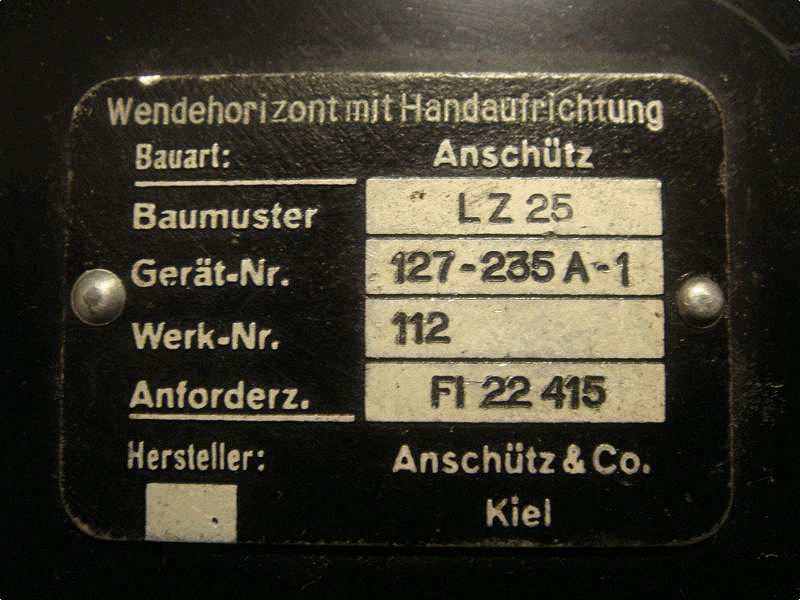 Wendehorizont mit Handaufrichtung
Bauart: Anschütz
Baumuster LZ 25
Gerät-Nr. 127-235 A-1
Werk-Nr. 112
Anforderz. Fl 22 415
Hersteller: Anschütz & Co.
Kiel